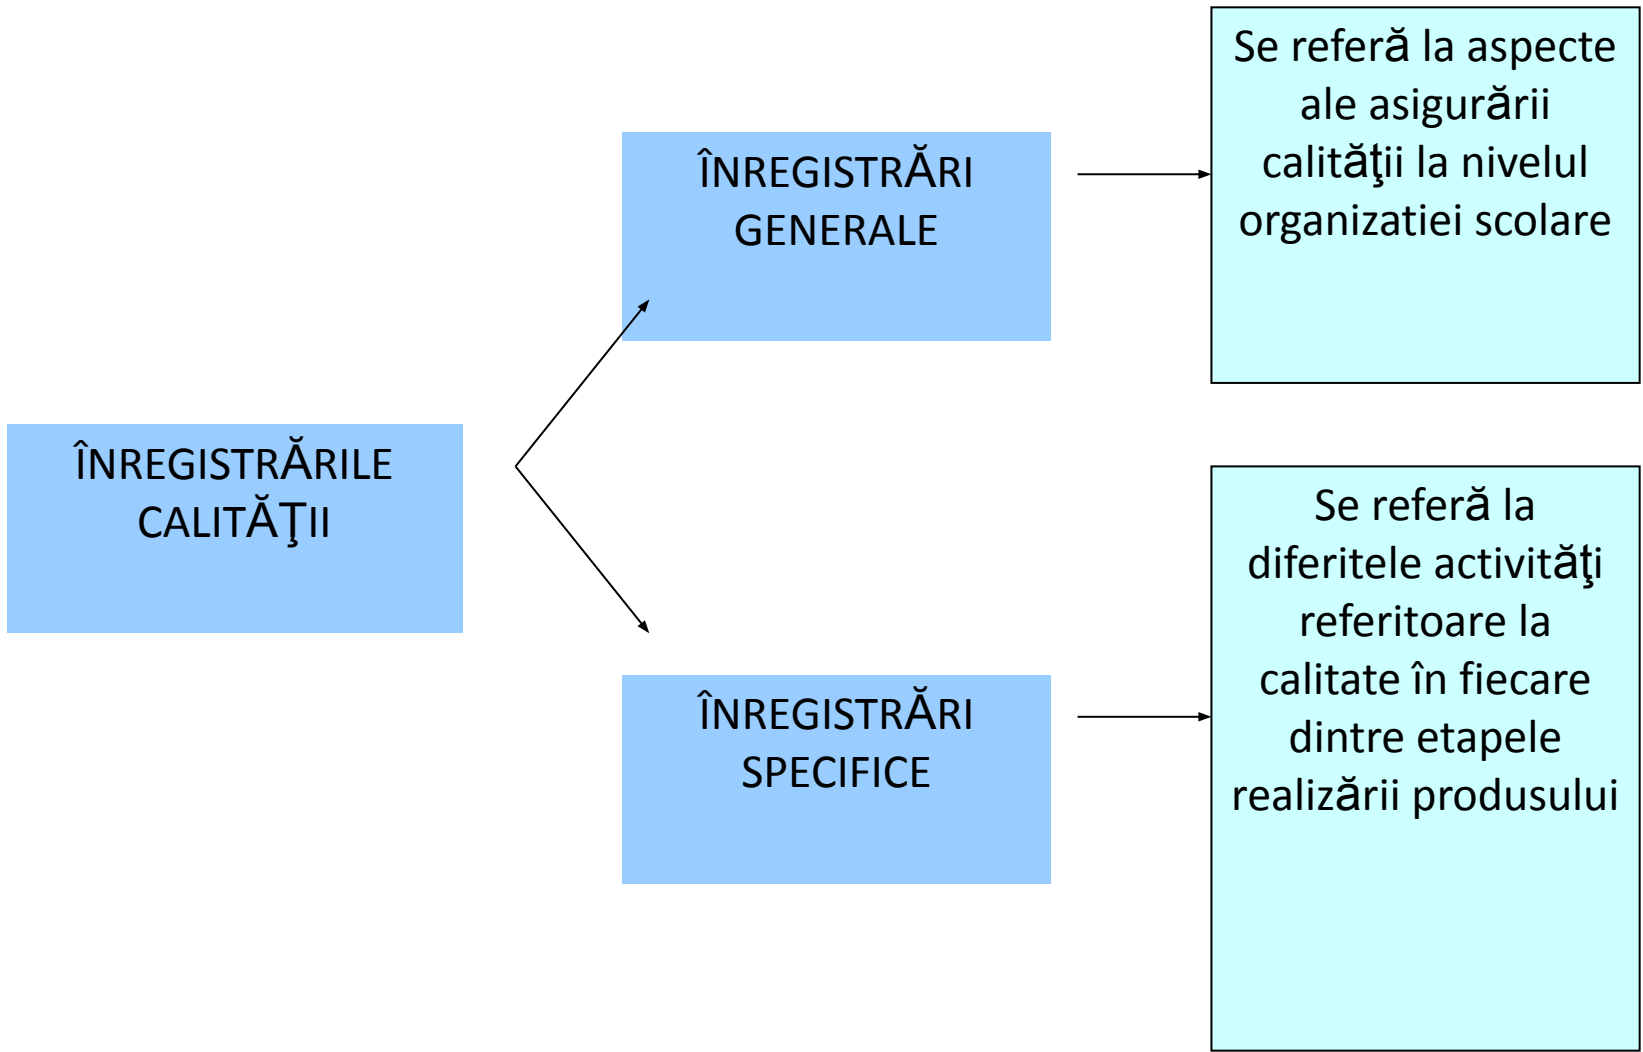 ÎNREGISTRĂRILE
CALITĂŢII
ÎNREGISTRĂRI
GENERALE
Se referă la aspecte
ale asigurării
calităţii la nivelul
organizatiei scolare
ÎNREGISTRĂRI
SPECIFICE
Se referă la
diferitele activităţi
referitoare la
calitate în fiecare
dintre etapele
realizării produsului